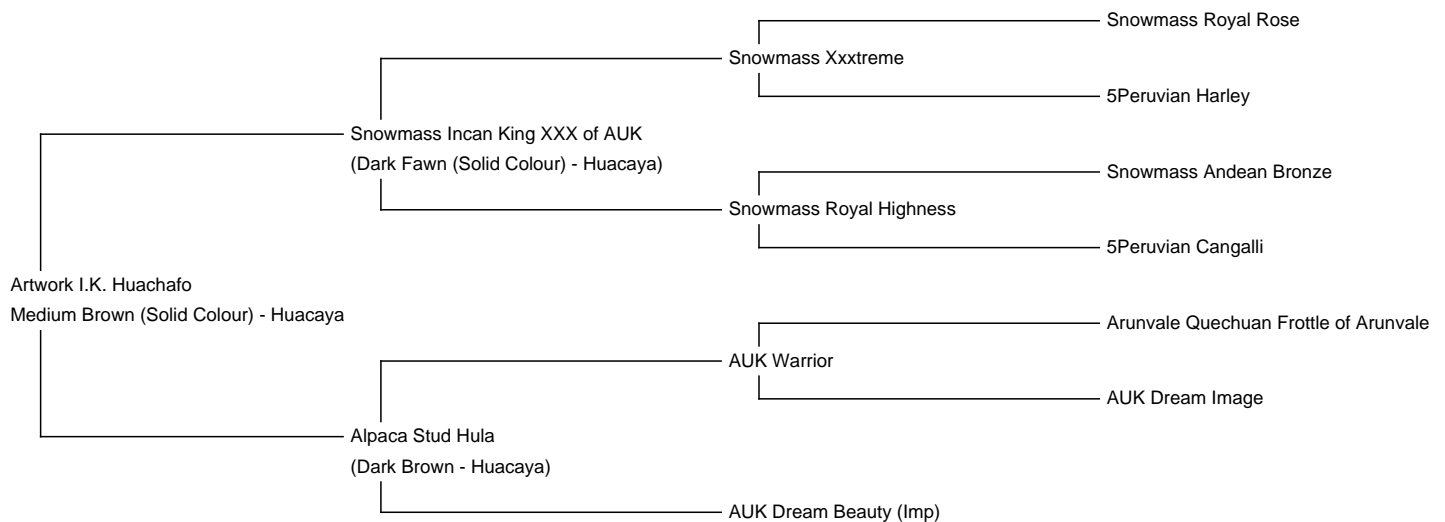 Snowmass Royal Rose
Snowmass Xxxtreme
5Peruvian Harley
Snowmass Incan King XXX of AUK
(Dark Fawn (Solid Colour) - Huacaya)
Snowmass Andean Bronze
Snowmass Royal Highness
5Peruvian Cangalli
Artwork I.K. Huachafo
Medium Brown (Solid Colour) - Huacaya
Arunvale Quechuan Frottle of Arunvale
AUK Warrior
AUK Dream Image
Alpaca Stud Hula
(Dark Brown - Huacaya)
AUK Dream Beauty (Imp)